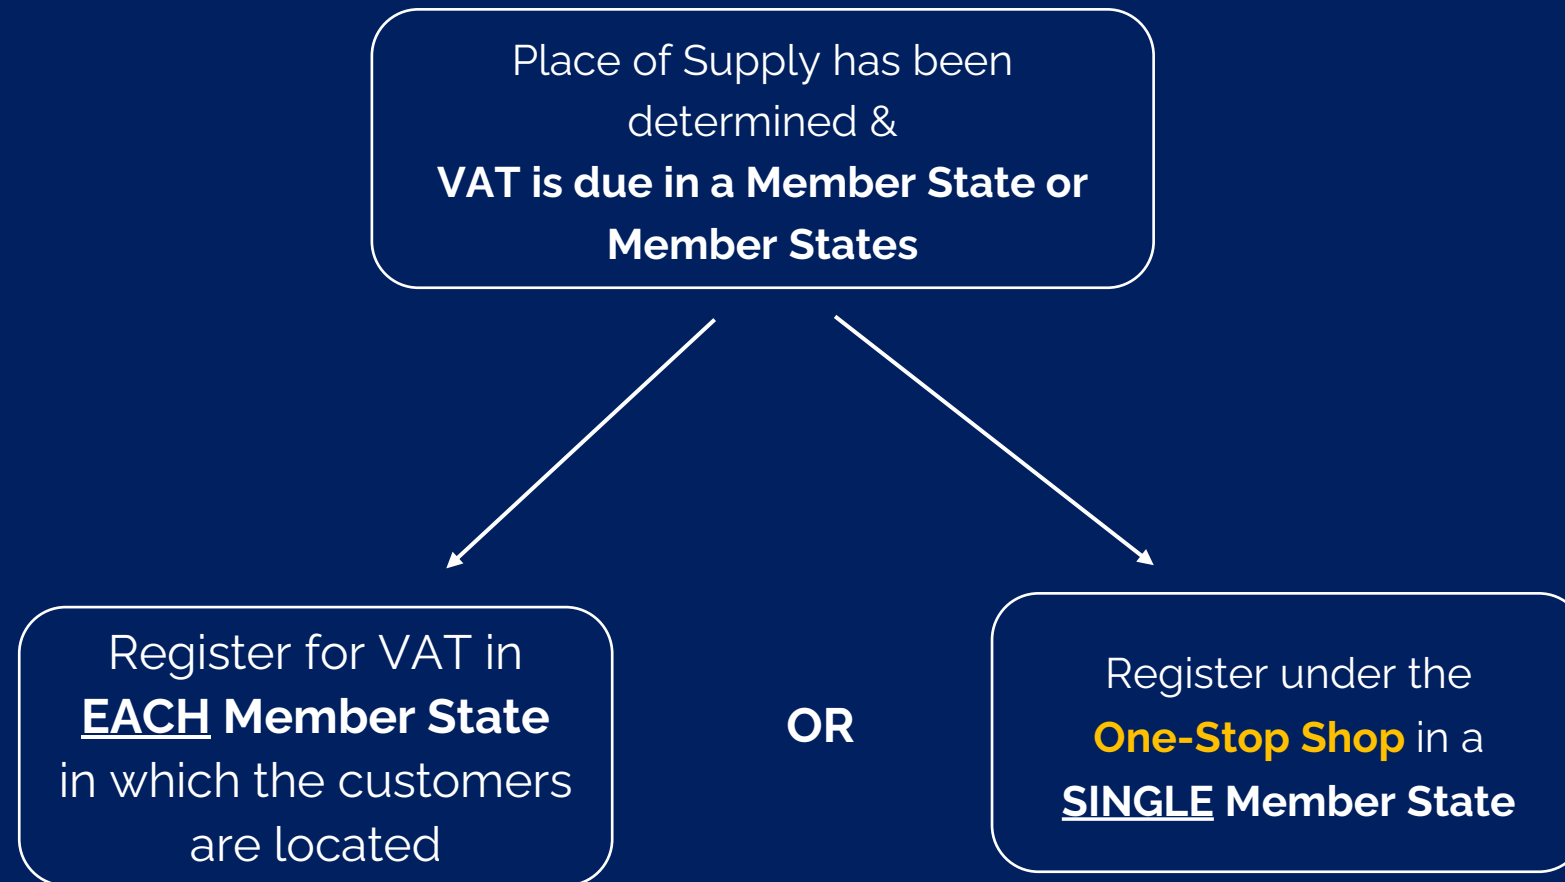 Place of Supply has been
determined &
VAT is due in a Member State or
Member States
Register for VAT in
EACH Member State
in which the customers
are located
OR
Register under the
One-Stop Shop in a
SINGLE Member State